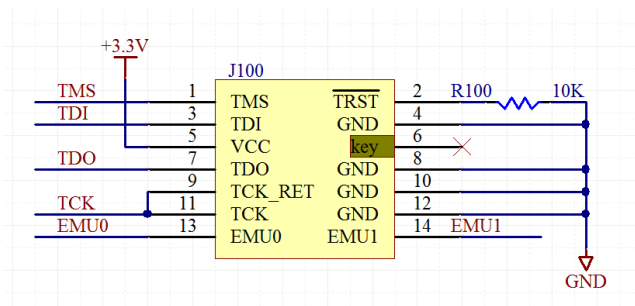 +3.3V
J100
TMS 1 TMS TRST 2 R100 10K
TDI 3 TDI GND 4
5 VCC key 6
TDO 7 TDO GND 8
9 TCK_RET GND 10
TCK 11 TCK GND 12
EMU0 13 EMU0 EMU1 14 EMU1
GND